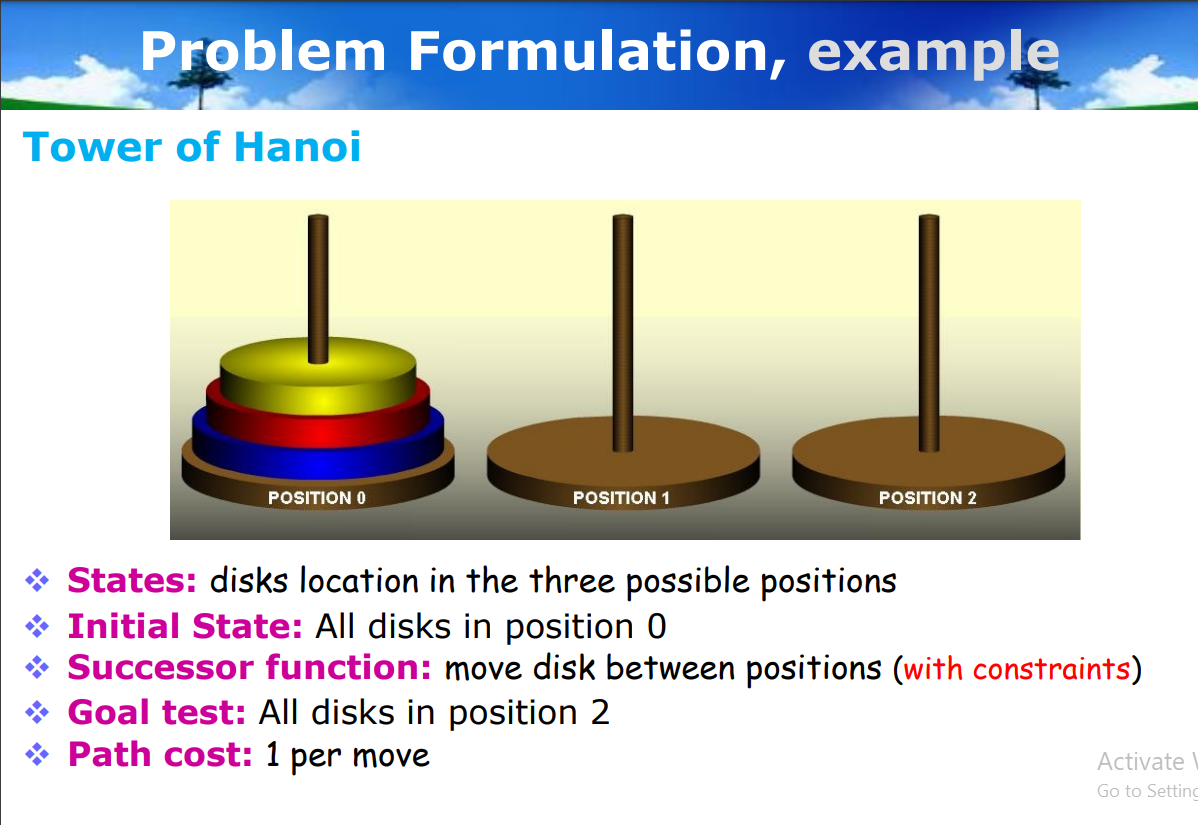 Problem Formulation, example
Tower of Hanoi
POSITION 0 POSITION 1 POSITION 2
❖ States: disks location in the three possible positions
❖ Initial State: All disks in position 0
❖ Successor function: move disk between positions (with constraints)
❖ Goal test: All disks in position 2
❖ Path cost: 1 per move
Activate
Go to Setting